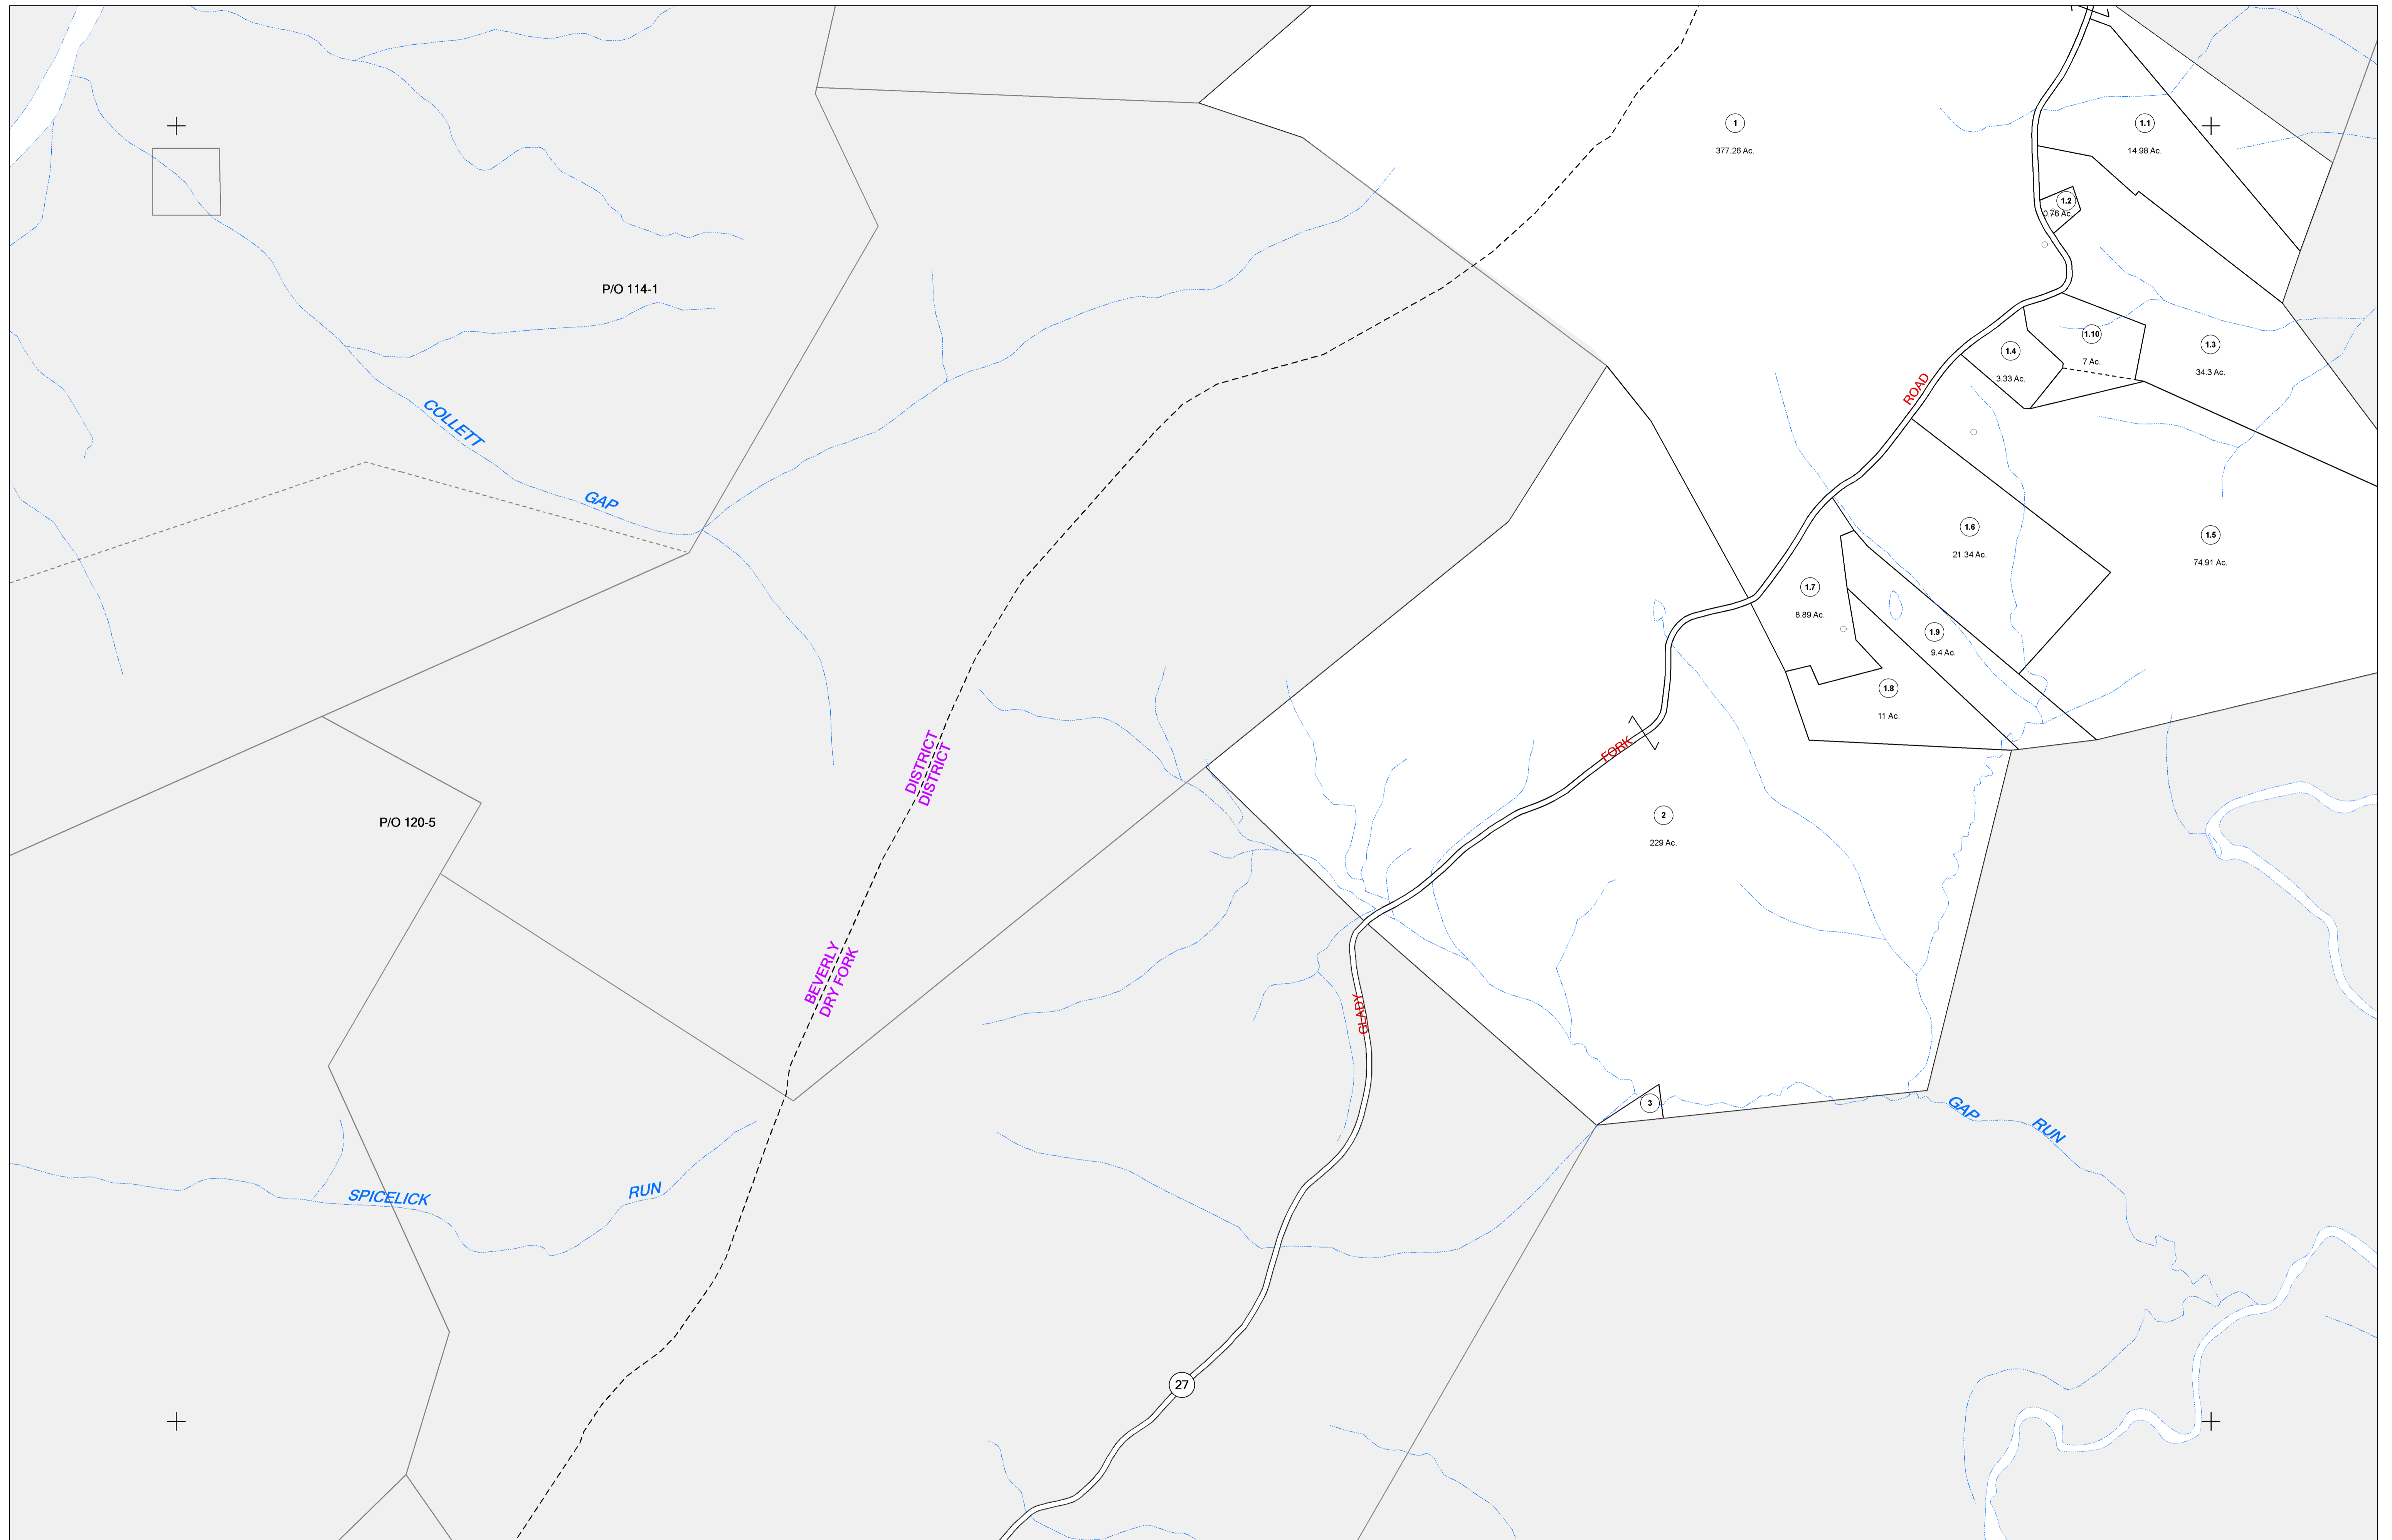 1
377.26 Ac.
1.1
14.98 Ac.
1.2
0.76 Ac.
P/O 114-1
1.10
7 Ac.
1.3
34.3 Ac.
1.4
3.33 Ac.
ROAD
COLLETT
GAP
1.6
21.34 Ac.
1.5
74.91 Ac.
1.7
8.89 Ac.
1.9
9.4 Ac.
1.8
11 Ac.
FORK
DISTRICT
DISTRICT
2
229 Ac.
P/O 120-5
BEVERLY
DRY FORK
GLADY
3
GAP
RUN
SPICELICK
RUN
27